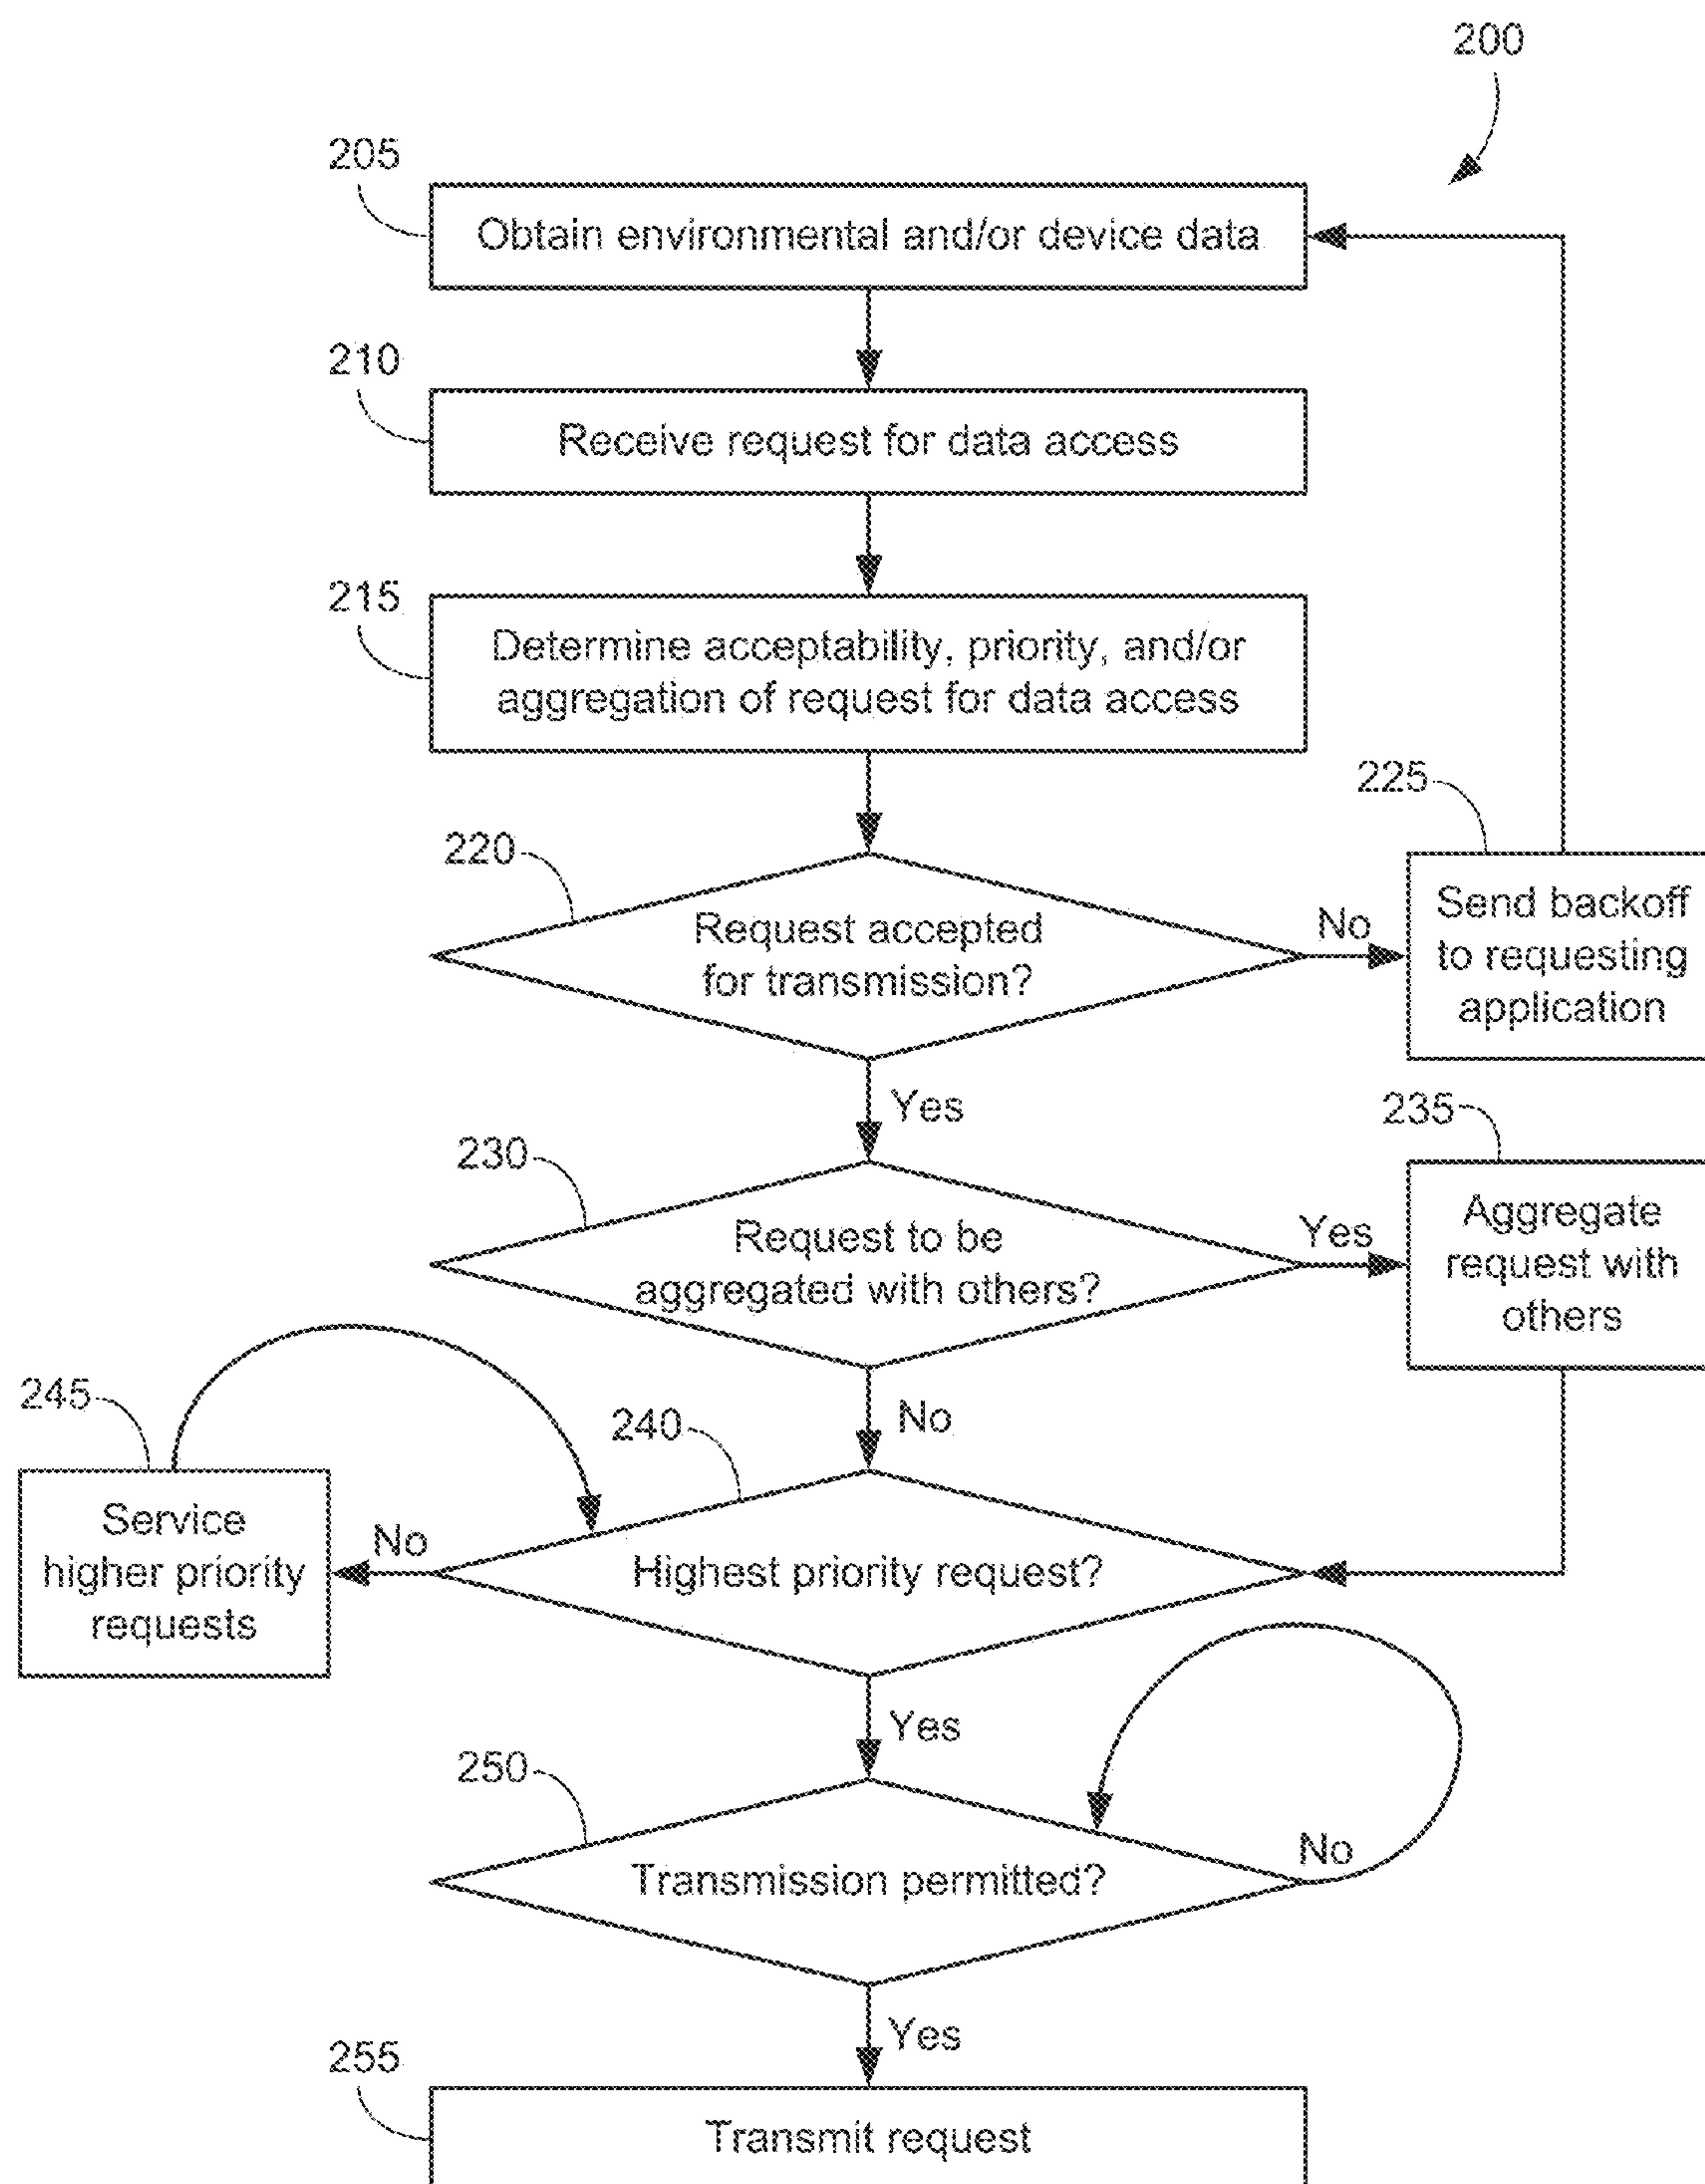 200
205
Obtain environmental and/or device data
210
Receive request for data access
215
Determine acceptability, priority, and/or
aggregation of request for data access
220
Request accepted
for transmission?
No
225
Send backoff
to requesting
application
Yes
230
Request to be
aggregated with others?
Yes
235
Aggregate
request with
others
No
240
Highest priority request?
No
245
Service
higher priority
requests
Yes
250
Transmission permitted?
No
Yes
255
Transmit request